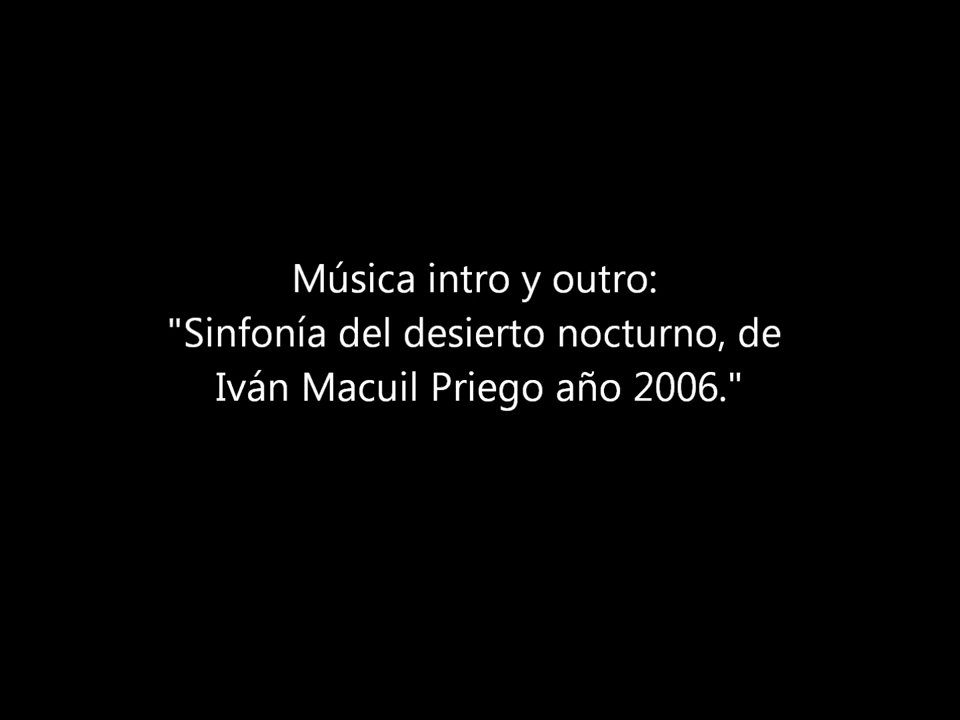 Música intro y outro:
"Sinfonía del desierto nocturno, de
Iván Macuil Priego año 2006."